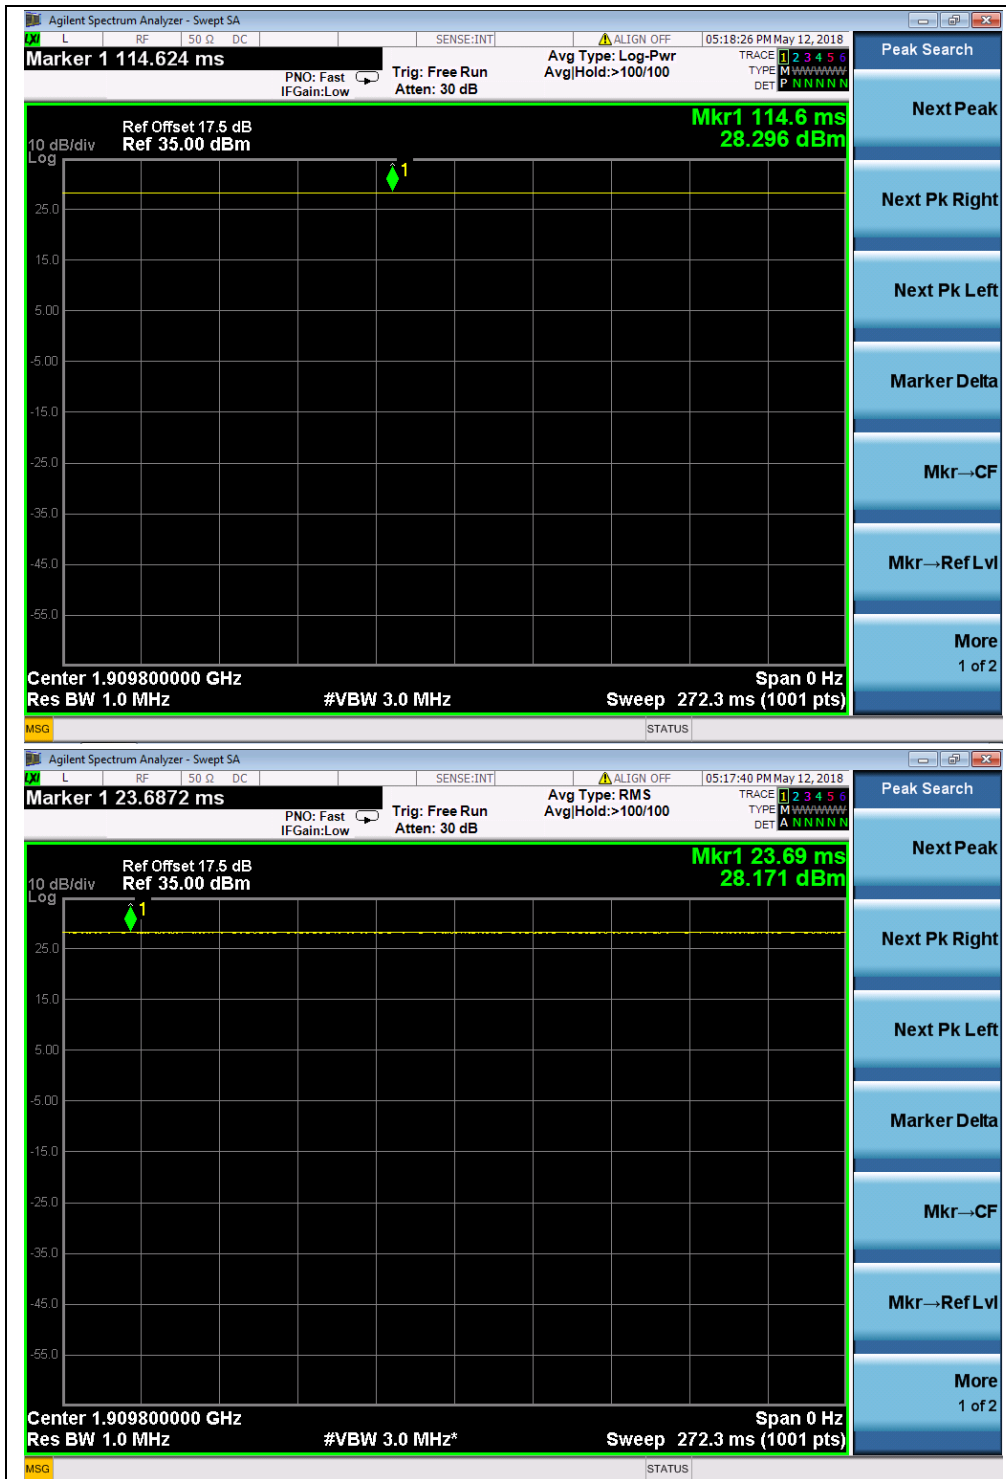 Agilent Spectrum Analyzer - Swept SA
LXI L RF 50 Ω DC SENSE:INT ALIGN OFF 05:18:26 PM May 12, 2018
Marker 1 114.624 ms
PNO: Fast
IFGain:Low
Trig: Free Run
Atten: 30 dB
Avg Type: Log-Pwr
Avg|Hold:>100/100
TRACE 1 2 3 4 5 6
TYPE M WWWWW
DET P N N N N N
Peak Search
Next Peak
Next Pk Right
Next Pk Left
Marker Delta
Mkr→CF
Mkr→Ref Lvl
More
1 of 2
Mkr1 114.6 ms
28.296 dBm
Ref Offset 17.5 dB
10 dB/div Ref 35.00 dBm
Log
1
25.0
15.0
5.00
-5.00
-15.0
-25.0
-35.0
-45.0
-55.0
Center 1.909800000 GHz Span 0 Hz
Res BW 1.0 MHz #VBW 3.0 MHz Sweep 272.3 ms (1001 pts)
MSG STATUS
Agilent Spectrum Analyzer - Swept SA
LXI L RF 50 Ω DC SENSE:INT ALIGN OFF 05:17:40 PM May 12, 2018
Marker 1 23.6872 ms
PNO: Fast
IFGain:Low
Trig: Free Run
Atten: 30 dB
Avg Type: RMS
Avg|Hold:>100/100
TRACE 1 2 3 4 5 6
TYPE M WWWWW
DET A N N N N N
Peak Search
Next Peak
Next Pk Right
Next Pk Left
Marker Delta
Mkr→CF
Mkr→Ref Lvl
More
1 of 2
Mkr1 23.69 ms
28.171 dBm
Ref Offset 17.5 dB
10 dB/div Ref 35.00 dBm
Log
1
25.0
15.0
5.00
-5.00
-15.0
-25.0
-35.0
-45.0
-55.0
Center 1.909800000 GHz Span 0 Hz
Res BW 1.0 MHz #VBW 3.0 MHz* Sweep 272.3 ms (1001 pts)
MSG STATUS